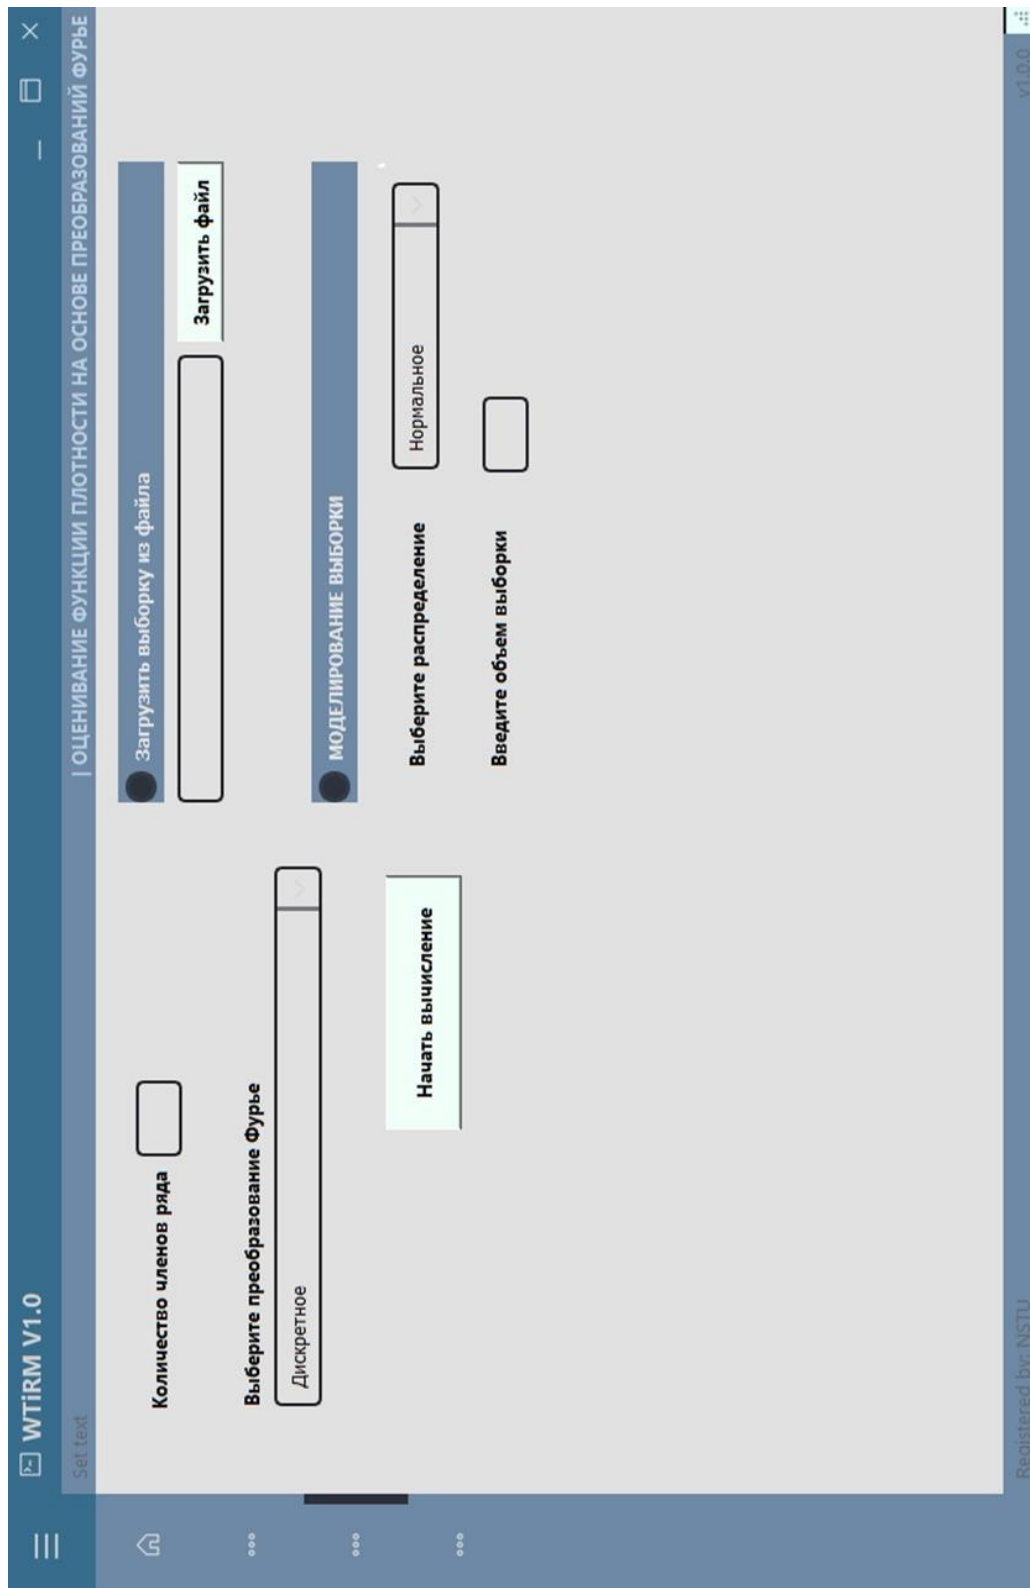 WTiRM V1.0
Set text
| ОЦЕНИВАНИЕ ФУНКЦИИ ПЛОТНОСТИ НА ОСНОВЕ ПРЕОБРАЗОВАНИЙ ФУРЬЕ
Количество членов ряда
Выберите преобразование Фурье
Дискретное
Начать вычисление
Загрузить выборку из файла
Загрузить файл
МОДЕЛИРОВАНИЕ ВЫБОРКИ
Выберите распределение
Нормальное
Введите объем выборки
Registered by: NSTU
v1.0.0